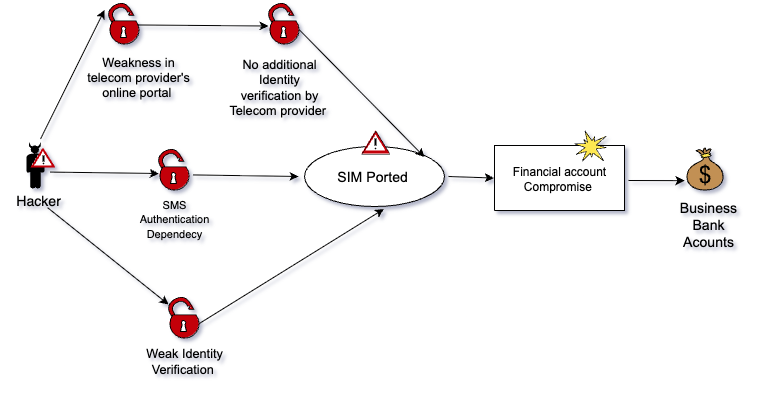 Weakness in
telecom provider's
online portal
No additional
Identity
verification by
Telecom provider
Hacker
SMS
Authentication
Dependecy
SIM Ported
Financial account
Compromise
$
Business
Bank
Acounts
Weak Identity
Verification